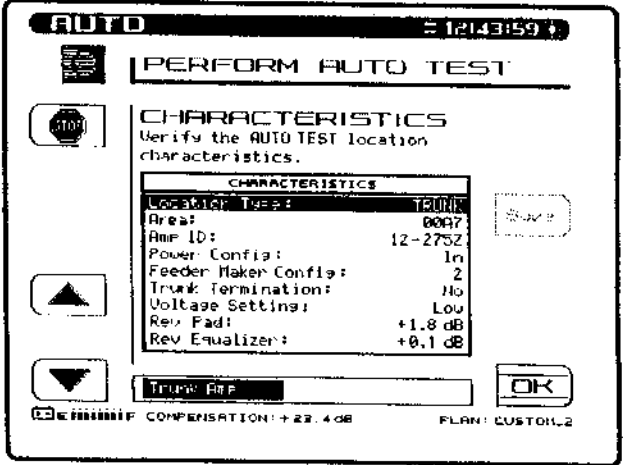 AUTO 12:43:59
PERFORM AUTO TEST
STOP
CHARACTERISTICS
Verify the AUTO TEST location
characteristics.
CHARACTERISTICS
Location Type: TRUNK
Area: 00A7
Amp ID: 12-275Z
Power Config: In
Feeder Maker Config: 2
Trunk Termination: No
Voltage Setting: Low
Rev Pad: +1.8 dB
Rev Equalizer: +0.1 dB
Save
Trunk Amp
OK
E F COMPENSATION: +23.4dB PLAN: CUSTOM_2